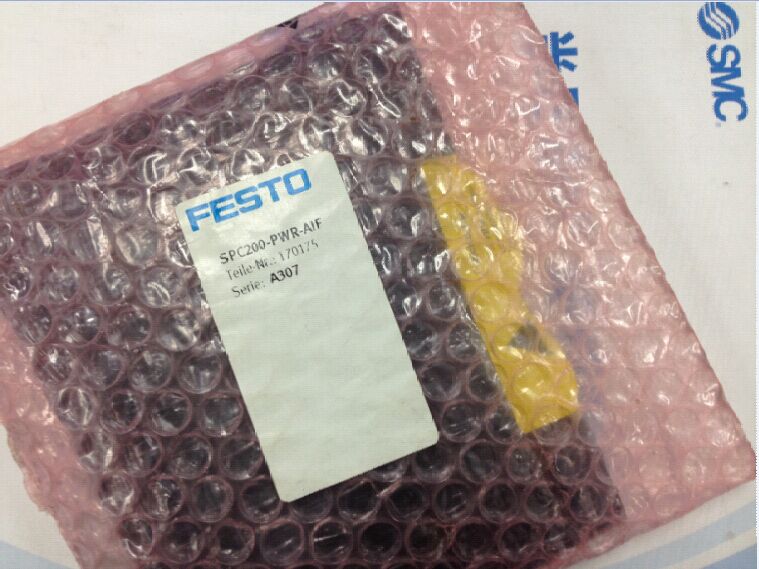 FESTO
SPC200-PWR-AIF
Teile-Nr.: 170175
Serie: A307
SMC